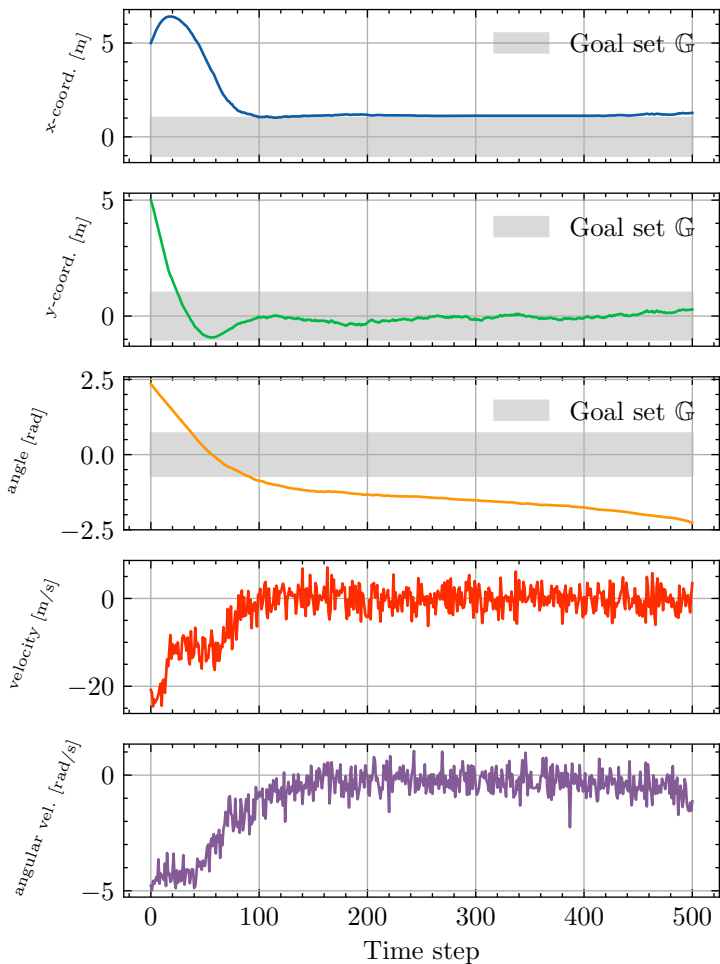 5
0
x-coord. [m]
Goal set 𝔾
5
0
y-coord. [m]
Goal set 𝔾
2.5
0.0
−2.5
angle [rad]
Goal set 𝔾
0
−20
velocity [m/s]
0
−5
angular vel. [rad/s]
0 100 200 300 400 500
Time step